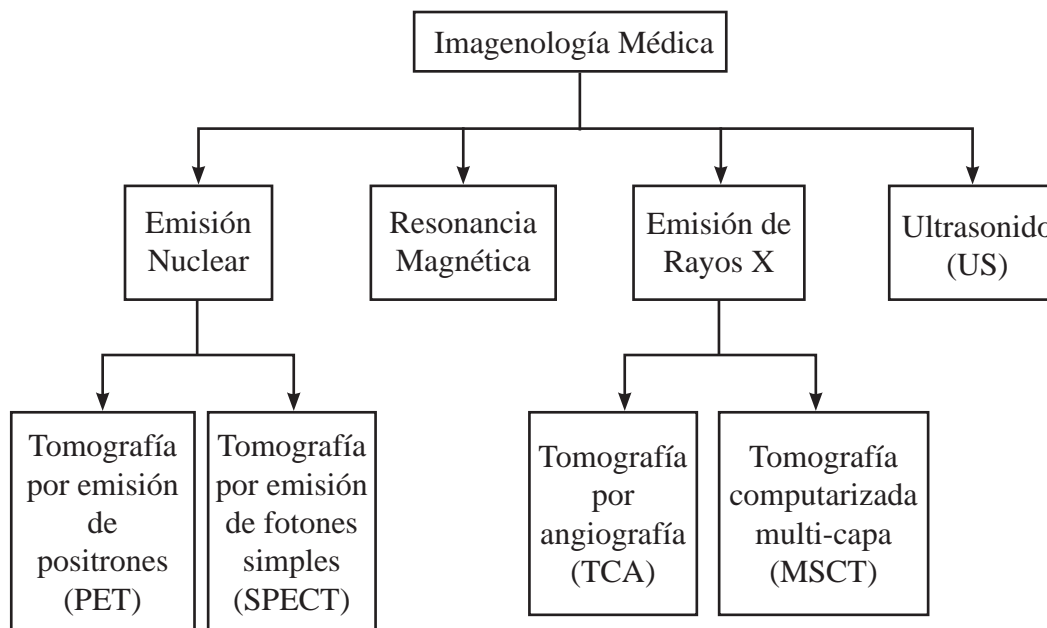 Imagenología Médica
Emisión
Nuclear
Resonancia
Magnética
Emisión de
Rayos X
Ultrasonido
(US)
Tomografía
por emisión
de
positrones
(PET)
Tomografía
por emisión
de fotones
simples
(SPECT)
Tomografía
por
angiografía
(TCA)
Tomografía
computarizada
multi-capa
(MSCT)